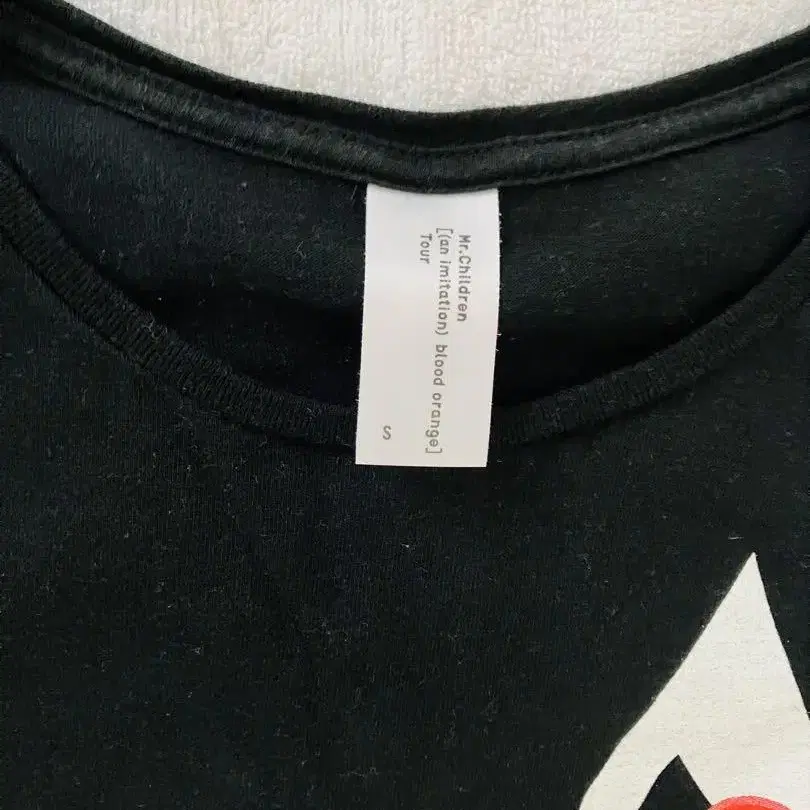 Mr.Children
[(an imitation) blood orange]
Tour
S